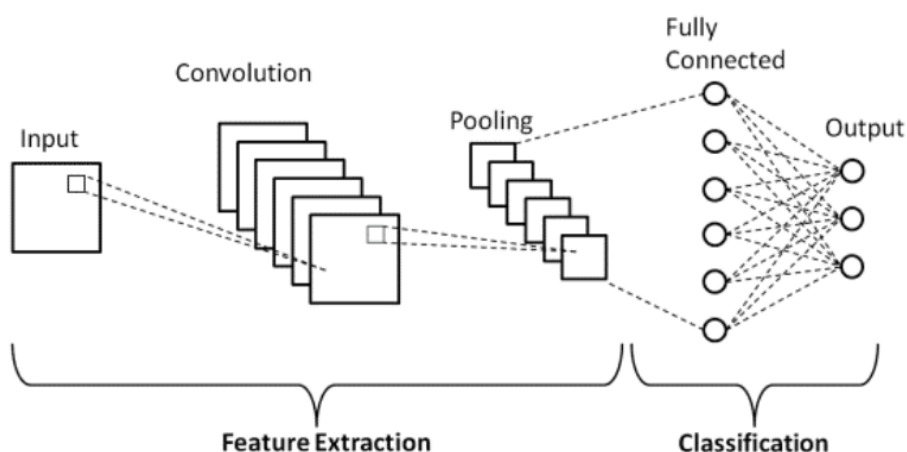 Input
Convolution
Pooling
Fully
Connected
Output
Feature Extraction
Classification